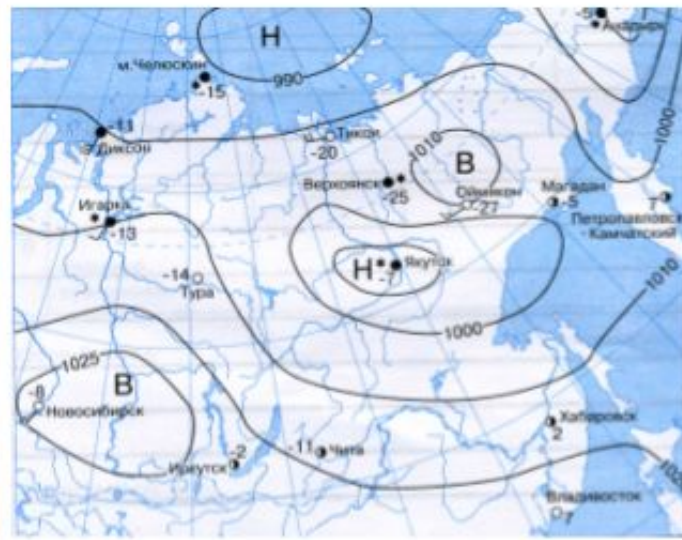 Н
-5
Анадырь
м.Челюскин
990
-15
-11
Диксон
Тикси
-20
1010
В
1000
Верхоянск
-25
Оймякон
-27
Магадан
-5
7
Петропавловск
-Камчатский
Игарка
-13
-14
Тура
Н
Якутск
-7
1010
1000
1025
В
-8
Новосибирск
Хабаровск
2
-2
Иркутск
-11
Чита
Владивосток
7